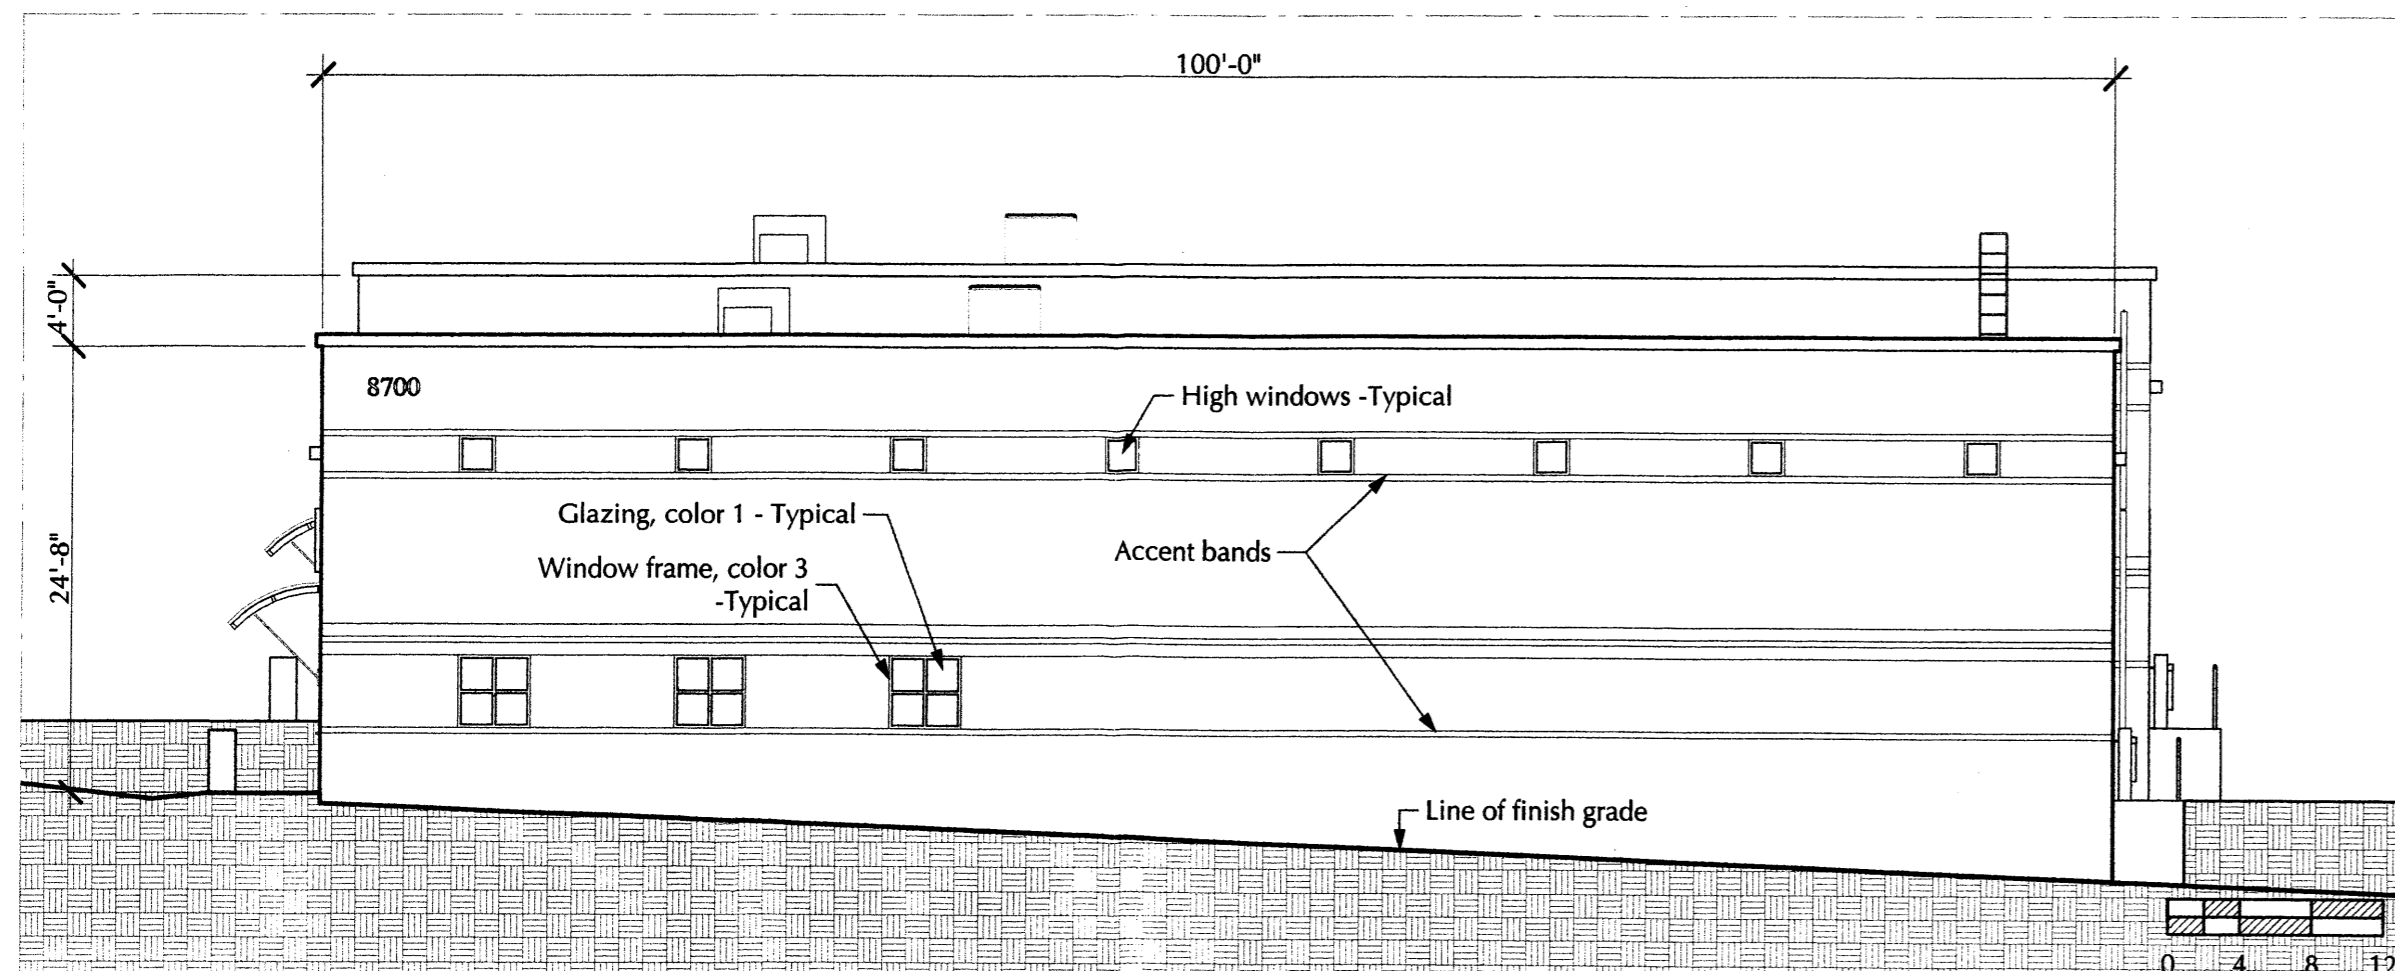 100'-0"
4'-0"
8700
High windows -Typical
Glazing, color 1 - Typical
Window frame, color 3
-Typical
Accent bands
24'-8"
Line of finish grade
0 4 8 12